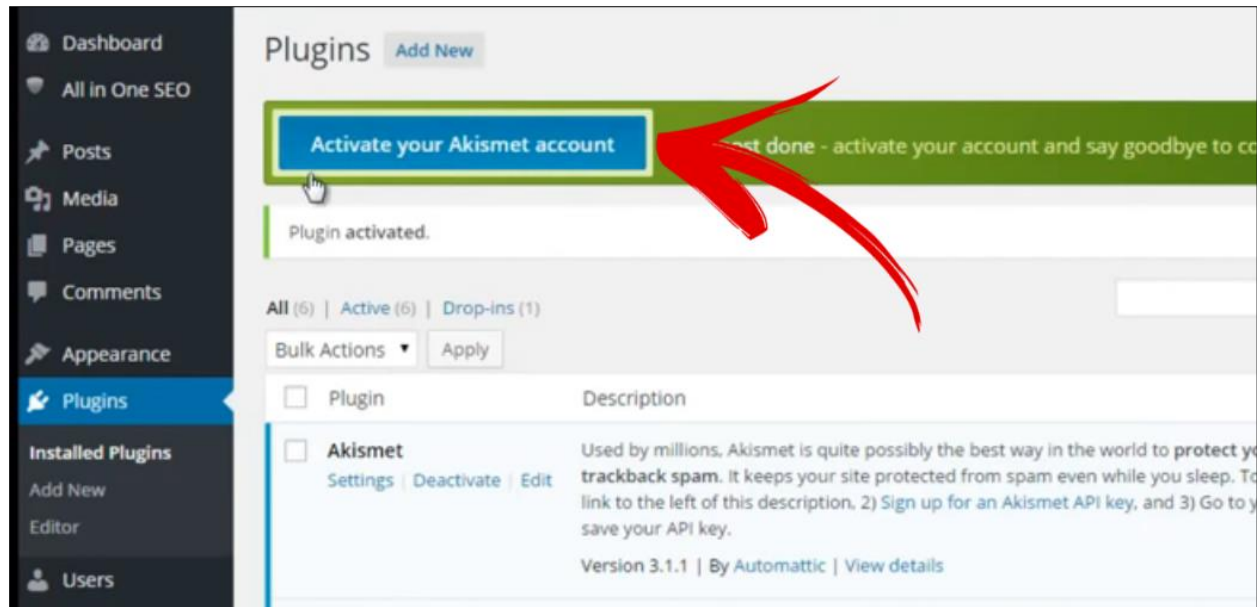 Dashboard
All in One SEO
Posts
Media
Pages
Comments
Appearance
Plugins
Installed Plugins
Add New
Editor
Users
Plugins Add New
Activate your Akismet account
done - activate your account and say goodbye to
Plugin activated.
All (6) | Active (6) | Drop-ins (1)
Bulk Actions Apply
Plugin Description
Akismet
Settings | Deactivate | Edit
Used by millions, Akismet is quite possibly the best way in the world to protect
trackback spam. It keeps your site protected from spam even while you sleep.
link to the left of this description, 2) Sign up for an Akismet API key, and 3) Go to
save your API key.
Version 3.1.1 | By Automattic | View details